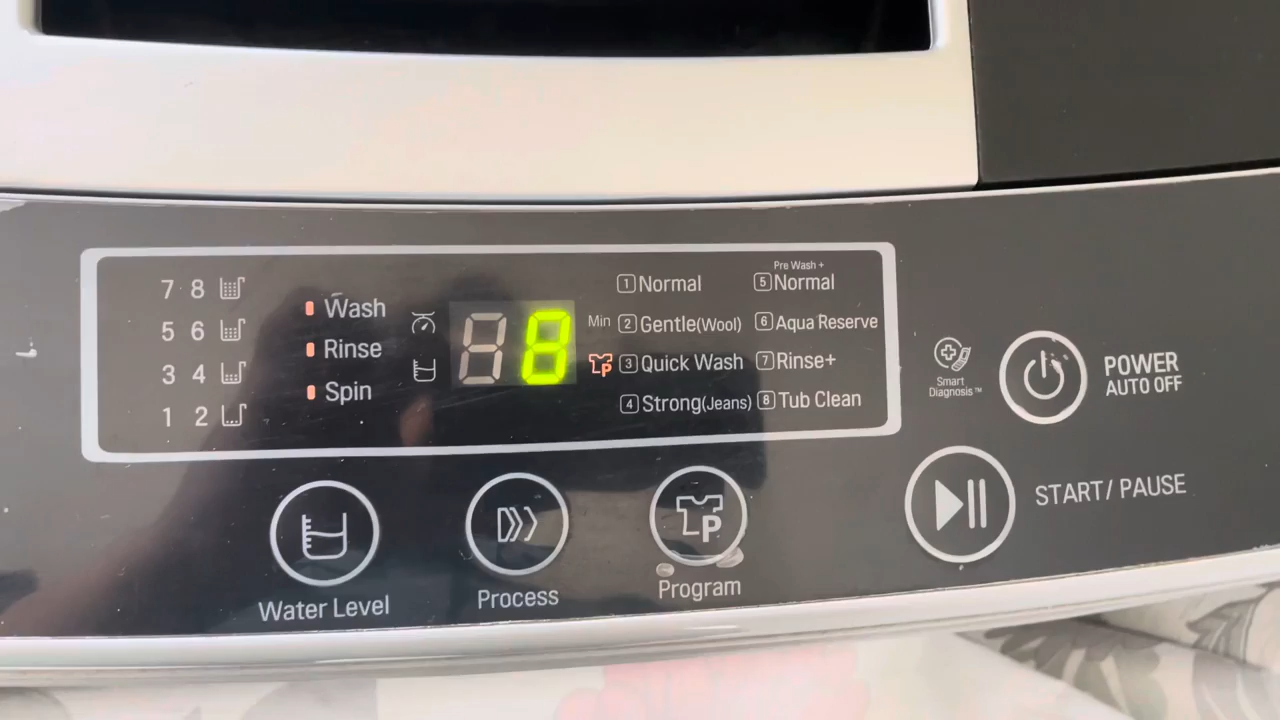 7 8
5 6
3 4
1 2
Wash
Rinse
Spin
8
Min
P
1 Normal
2 Gentle(Wool)
3 Quick Wash
4 Strong(Jeans)
Pre Wash +
5 Normal
6 Aqua Reserve
7 Rinse+
8 Tub Clean
Smart
Diagnosis™
POWER
AUTO OFF
START/ PAUSE
Water Level
Process
P
Program